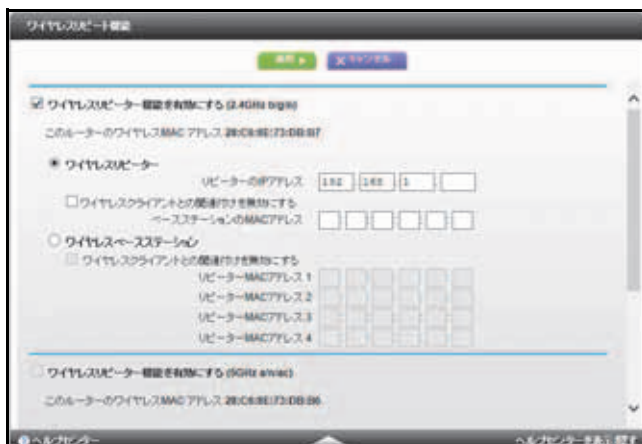 ワイヤレスリピート機能
適用
× キャンセル
ワイヤレスリピーター機能を有効にする (2.4GHz b/g/n)
このルーターのワイヤレスMAC アドレス
ワイヤレスリピーター
リピーターのIPアドレス 192 . 168 . 1 .
ワイヤレスクライアントとの関連付けを無効にする
ベースステーションのMACアドレス
ワイヤレスベースステーション
ワイヤレスクライアントとの関連付けを無効にする
リピーターMACアドレス 1
リピーターMACアドレス 2
リピーターMACアドレス 3
リピーターMACアドレス 4
ワイヤレスリピーター機能を有効にする (5GHz a/n/ac)
このルーターのワイヤレスMAC アドレス
ヘルプセンター
ヘルプセンターを表示/隠す